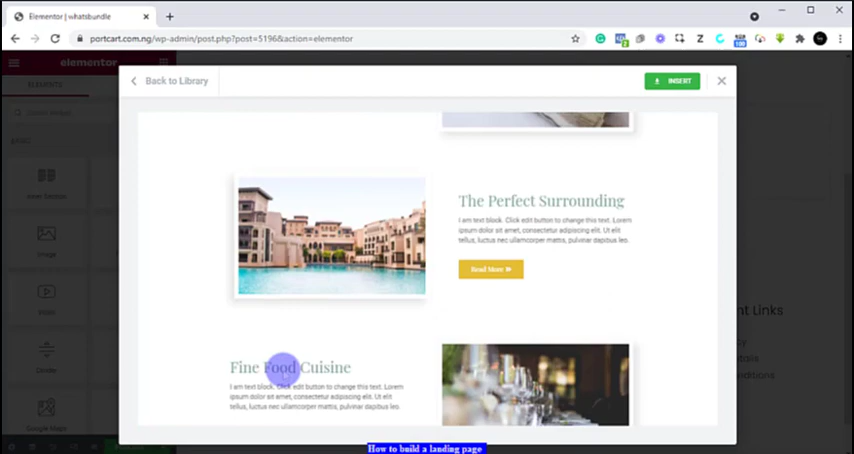 Elementor | whatsbundle
portcart.com.ng/wp-admin/post.php?post=5196&action=elementor
elementor
ELEMENTS
BASIC
Inner Section
Image
Video
Divider
Google Maps
Back to Library
INSERT
The Perfect Surrounding
I am text block. Click edit button to change this text. Lorem
ipsum dolor sit amet, consectetur adipiscing elit. Ut elit
tellus, luctus nec ullamcorper mattis, pulvinar dapibus leo.
Read More
Fine Food Cuisine
I am text block. Click edit button to change this text. Lorem
ipsum dolor sit amet, consectetur adipiscing elit. Ut elit
tellus, luctus nec ullamcorper mattis, pulvinar dapibus leo.
nt Links
How to build a landing page